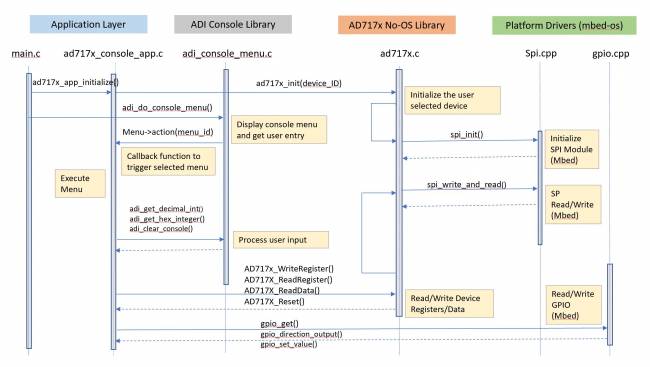 Application Layer
ADI Console Library
AD717x No-OS Library
Platform Drivers (mbed-os)
main.c
ad717x_console_app.c
adi_console_menu.c
ad717x.c
Spi.cpp
gpio.cpp
ad717x_app_initialize()
ad717x_init(device_ID)
Initialize the user
selected device
adi_do_console_menu()
Display console menu
and get user entry
Menu->action(menu_id)
spi_init()
Initialize
SPI Module
(Mbed)
Callback function to
trigger selected menu
Execute
Menu
spi_write_and_read()
SP
Read/Write
(Mbed)
adi_get_decimal_int()
adi_get_hex_integer()
adi_clear_console()
Process user input
AD717x_WriteRegister()
AD717X_ReadRegister()
AD717X_ReadData()
AD717X_Reset()
Read/Write Device
Registers/Data
Read/Write
GPIO
(Mbed)
gpio_get()
gpio_direction_output()
gpio_set_value()